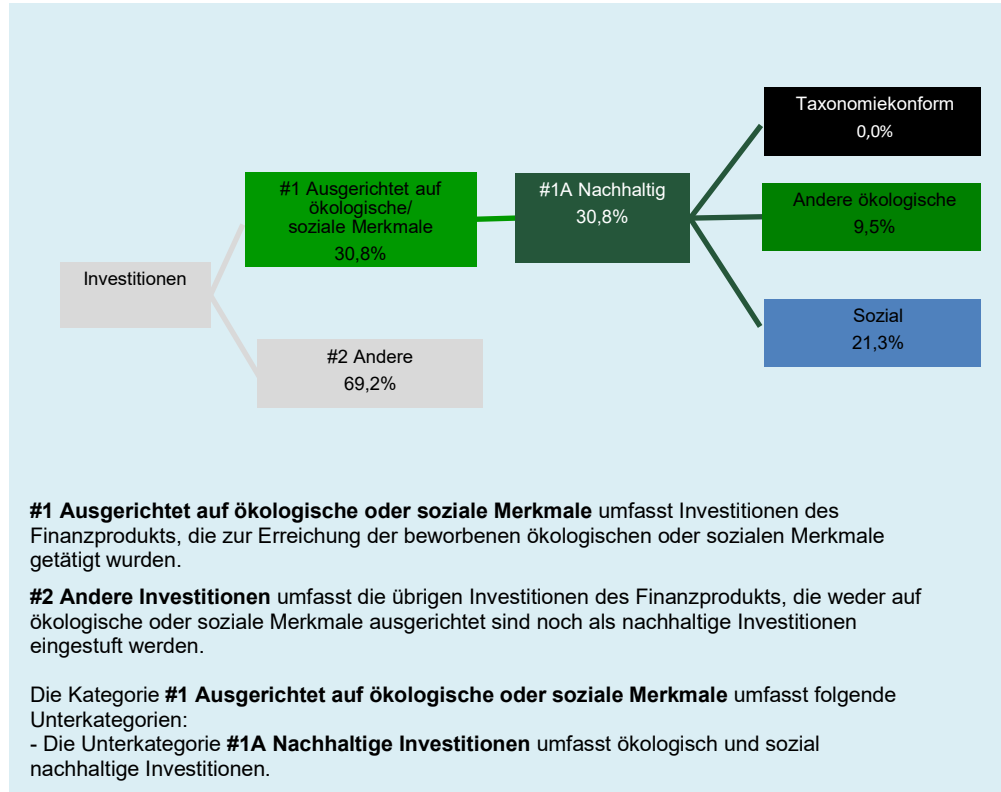 Taxonomiekonform
0,0%
#1 Ausgerichtet auf
ökologische/
soziale Merkmale
30,8%
#1A Nachhaltig
30,8%
Andere ökologische
9,5%
Investitionen
Sozial
21,3%
#2 Andere
69,2%
#1 Ausgerichtet auf ökologische oder soziale Merkmale umfasst Investitionen des
Finanzprodukts, die zur Erreichung der beworbenen ökologischen oder sozialen Merkmale
getätigt wurden.
#2 Andere Investitionen umfasst die übrigen Investitionen des Finanzprodukts, die weder auf
ökologische oder soziale Merkmale ausgerichtet sind noch als nachhaltige Investitionen
eingestuft werden.
Die Kategorie #1 Ausgerichtet auf ökologische oder soziale Merkmale umfasst folgende
Unterkategorien:
- Die Unterkategorie #1A Nachhaltige Investitionen umfasst ökologisch und sozial
nachhaltige Investitionen.